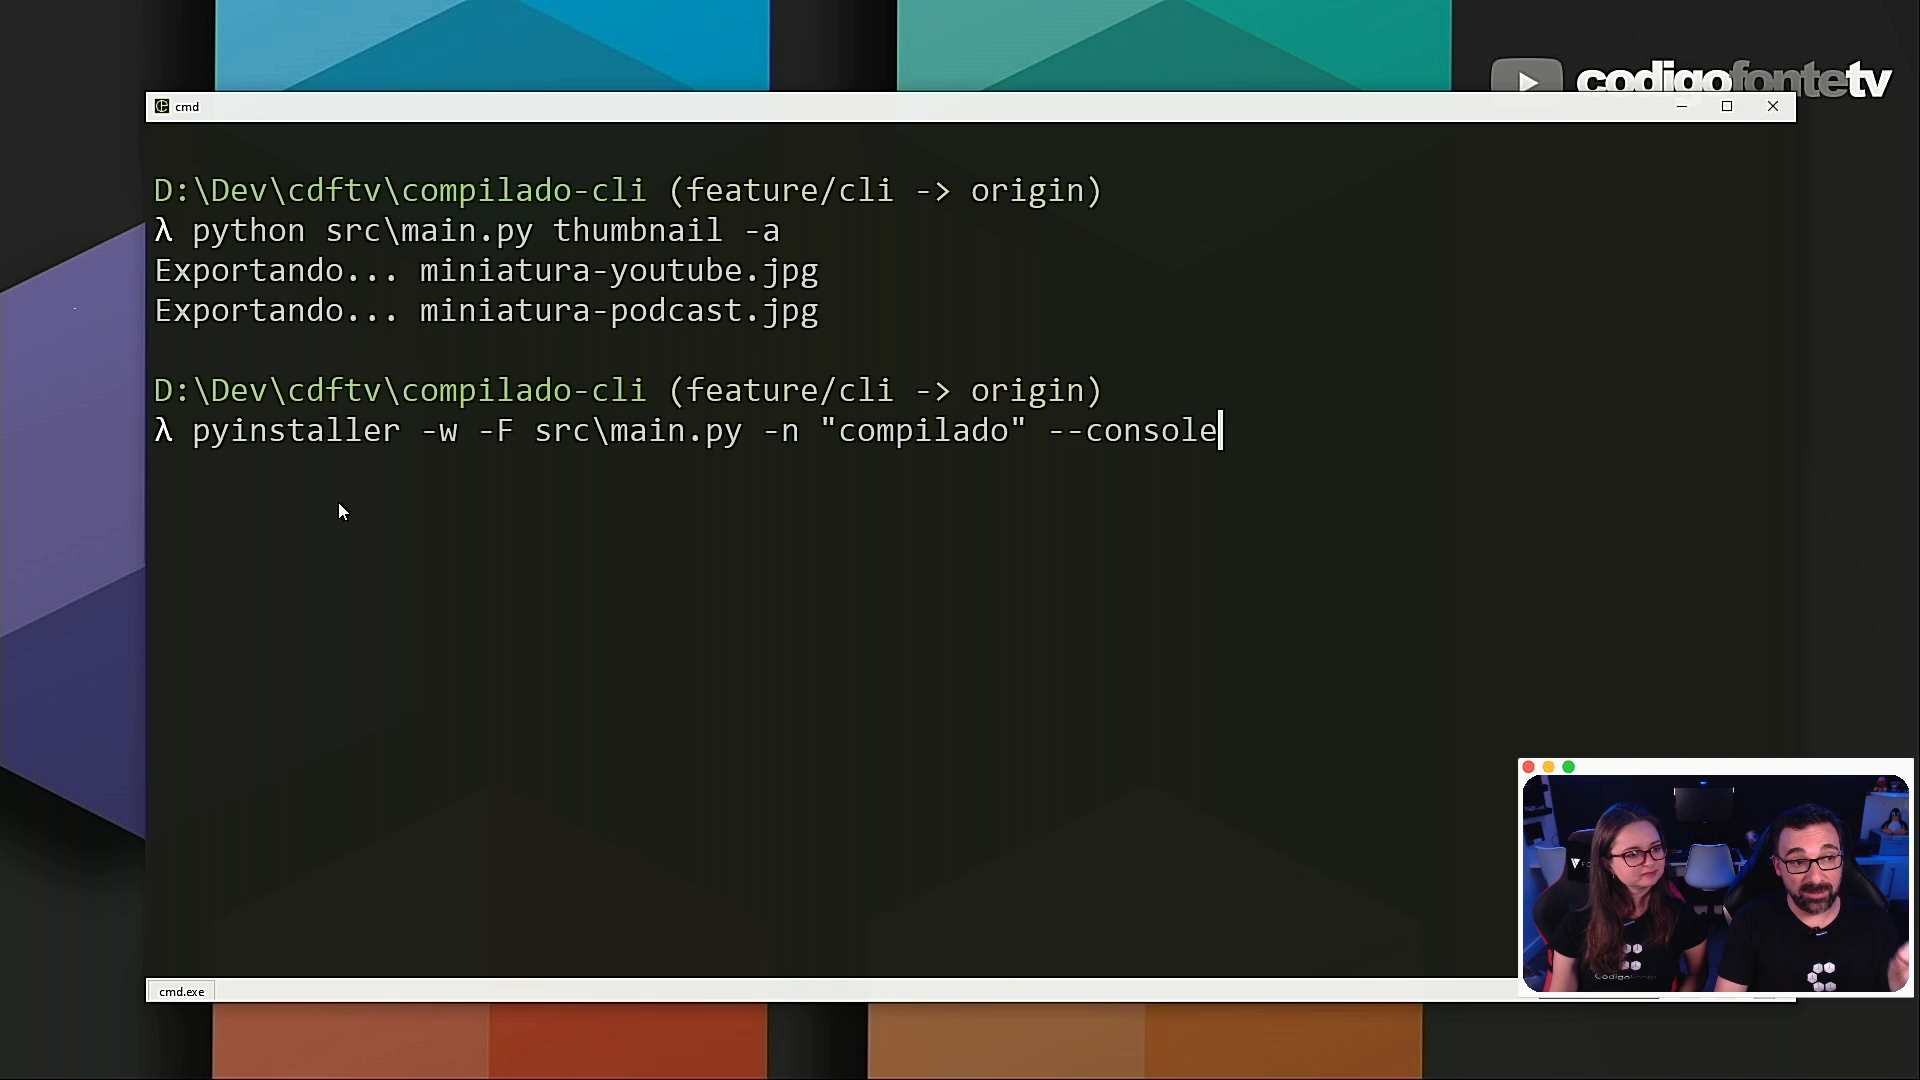 codigofontetv
cmd
D:\Dev\cdftv\compilado-cli (feature/cli -> origin)
λ python src\main.py thumbnail -a
Exportando... miniatura-youtube.jpg
Exportando... miniatura-podcast.jpg
D:\Dev\cdftv\compilado-cli (feature/cli -> origin)
λ pyinstaller -w -F src\main.py -n "compilado" --console
cmd.exe